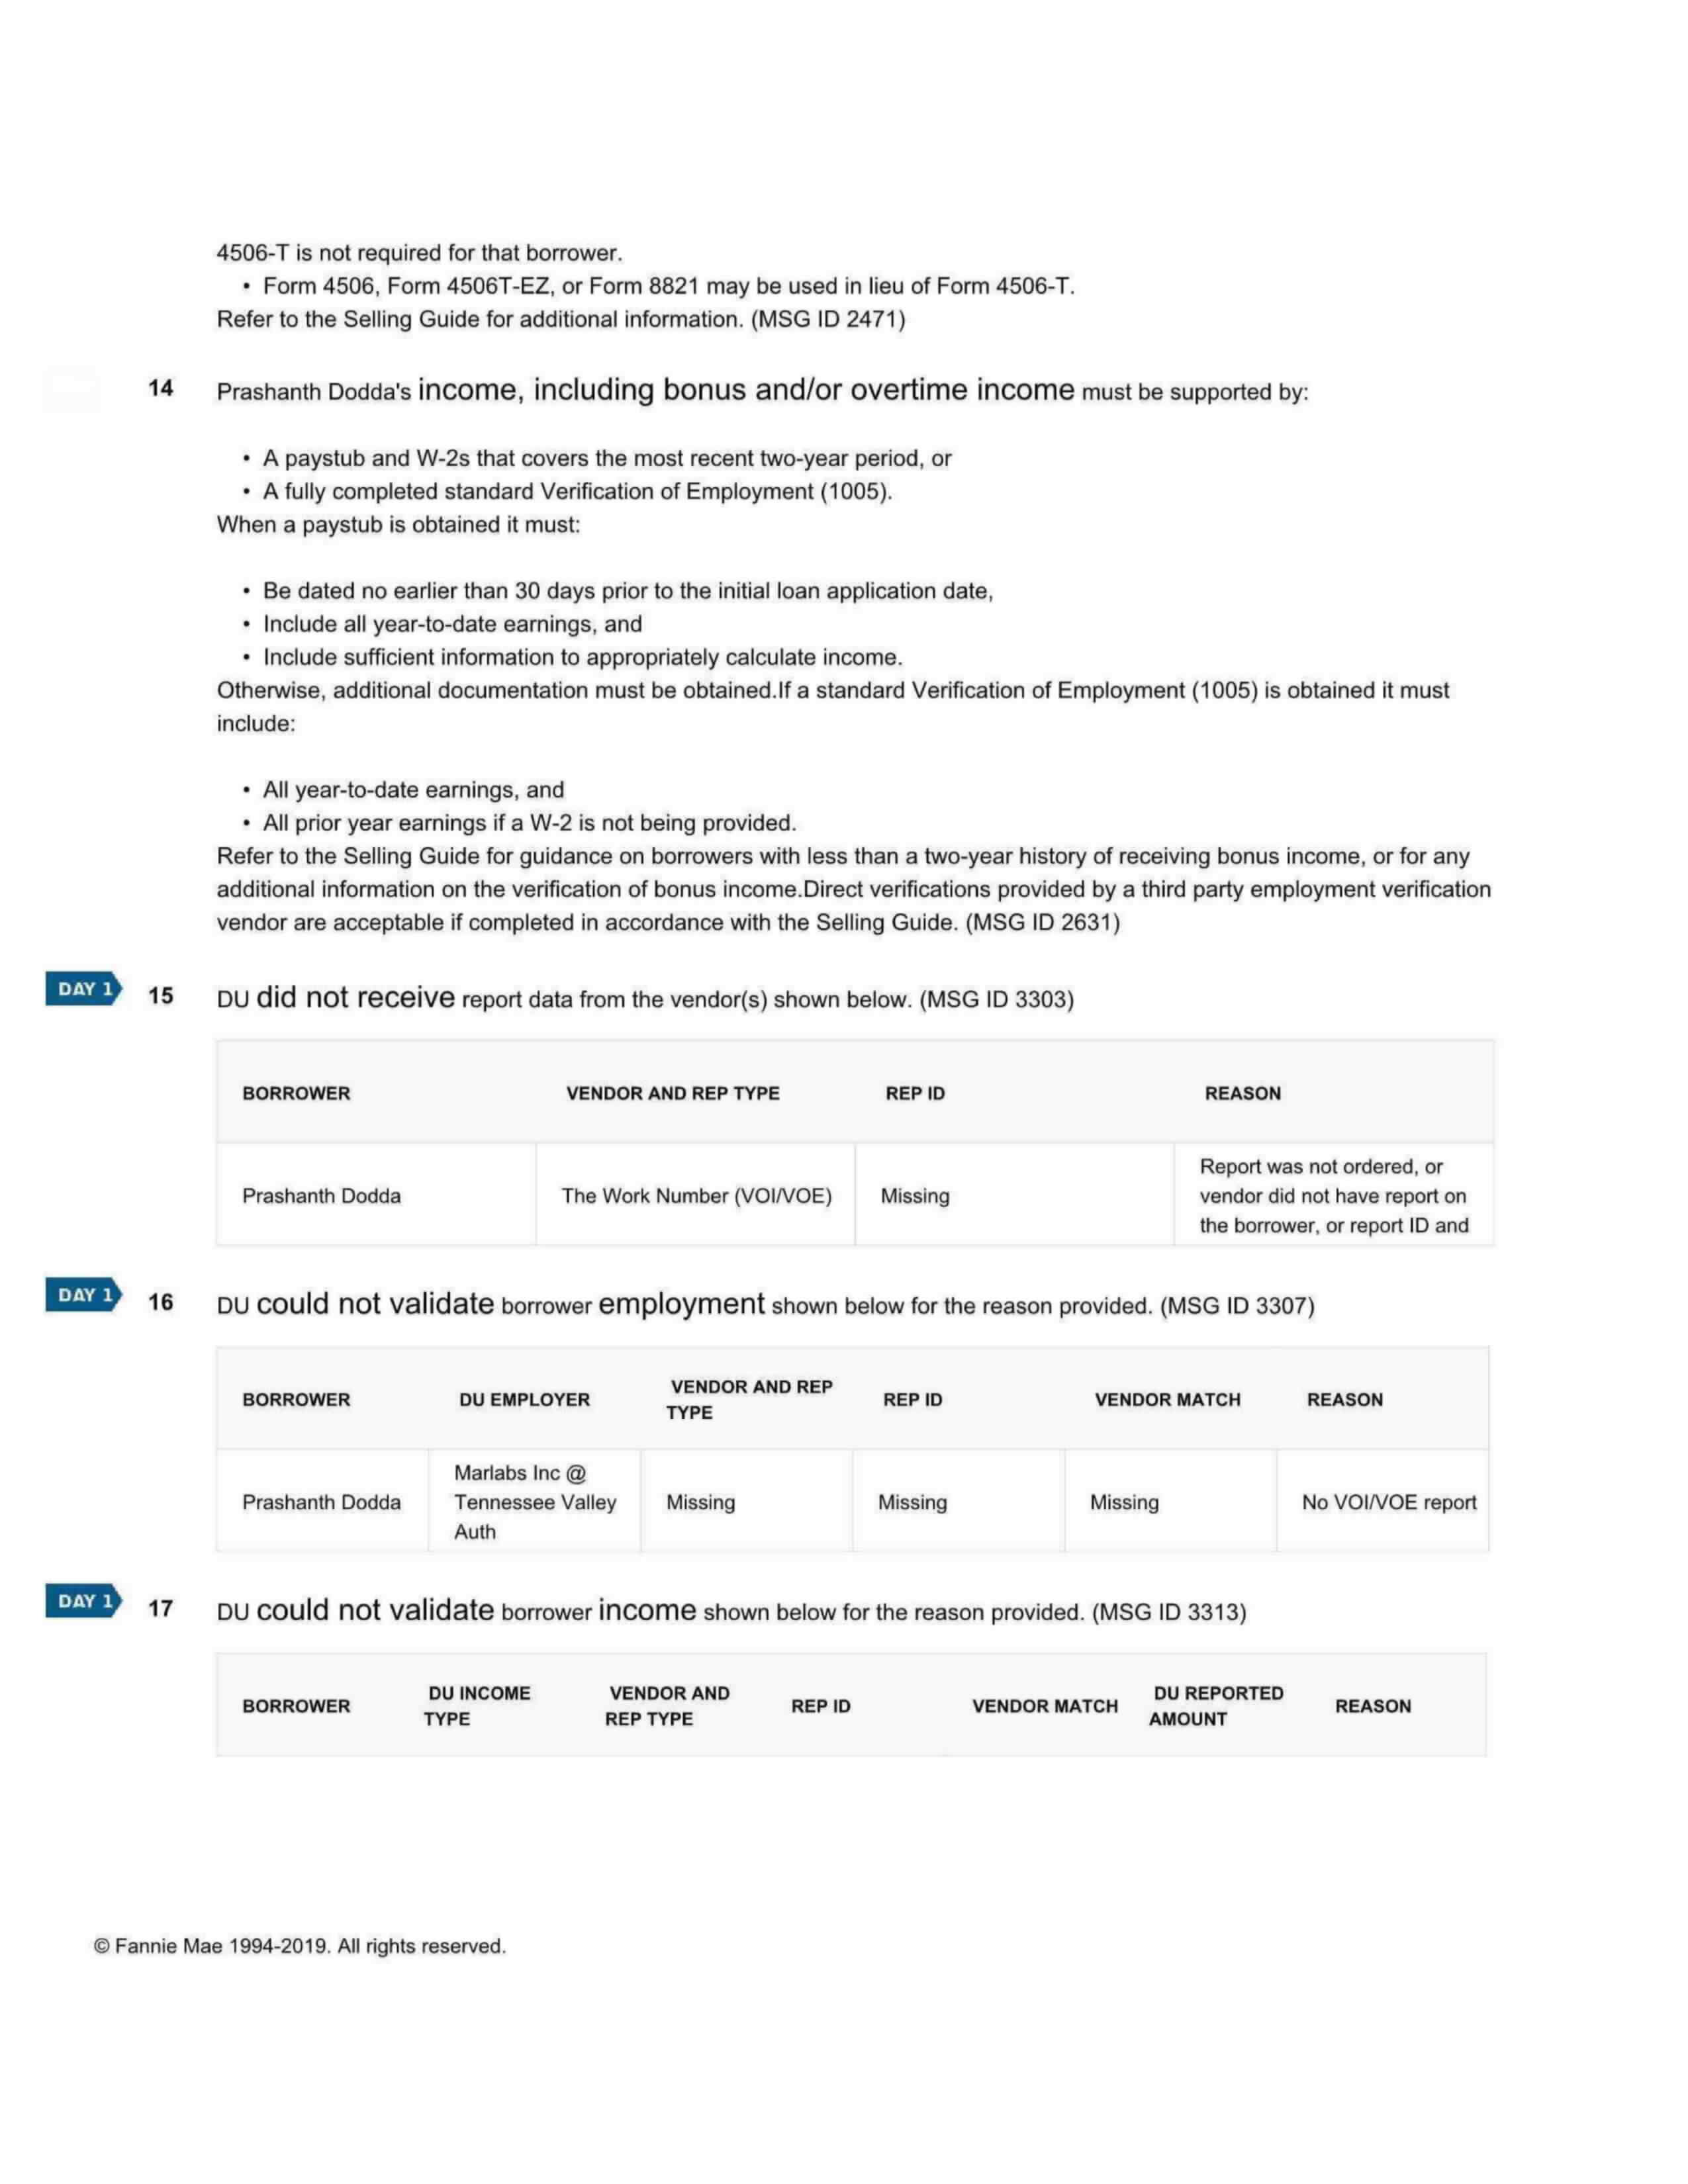 4506-T is not required for that borrower.
• Form 4506, Form 4506T-EZ, or Form 8821 may be used in lieu of Form 4506-T.
Refer to the Selling Guide for additional information. (MSG ID 2471)
14 Prashanth Dodda's income, including bonus and/or overtime income must be supported by:
• A paystub and W-2s that covers the most recent two-year period, or
• A fully completed standard Verification of Employment (1005).
When a paystub is obtained it must:
• Be dated no earlier than 30 days prior to the initial loan application date,
• Include all year-to-date earnings, and
• Include sufficient information to appropriately calculate income.
Otherwise, additional documentation must be obtained.If a standard Verification of Employment (1005) is obtained it must
include:
• All year-to-date earnings, and
• All prior year earnings if a W-2 is not being provided.
Refer to the Selling Guide for guidance on borrowers with less than a two-year history of receiving bonus income, or for any
additional information on the verification of bonus income.Direct verifications provided by a third party employment verification
vendor are acceptable if completed in accordance with the Selling Guide. (MSG ID 2631)
DAY 1 15 DU did not receive report data from the vendor(s) shown below. (MSG ID 3303)
BORROWER VENDOR AND REP TYPE REP ID REASON
Prashanth Dodda The Work Number (VOI/VOE) Missing Report was not ordered, or
vendor did not have report on
the borrower, or report ID and
DAY 1 16 DU could not validate borrower employment shown below for the reason provided. (MSG ID 3307)
BORROWER DU EMPLOYER VENDOR AND REP TYPE REP ID VENDOR MATCH REASON
Prashanth Dodda Marlabs Inc @ Tennessee Valley Auth Missing Missing Missing No VOI/VOE report
DAY 1 17 DU could not validate borrower income shown below for the reason provided. (MSG ID 3313)
BORROWER DU INCOME TYPE VENDOR AND REP TYPE REP ID VENDOR MATCH DU REPORTED AMOUNT REASON
© Fannie Mae 1994-2019. All rights reserved.